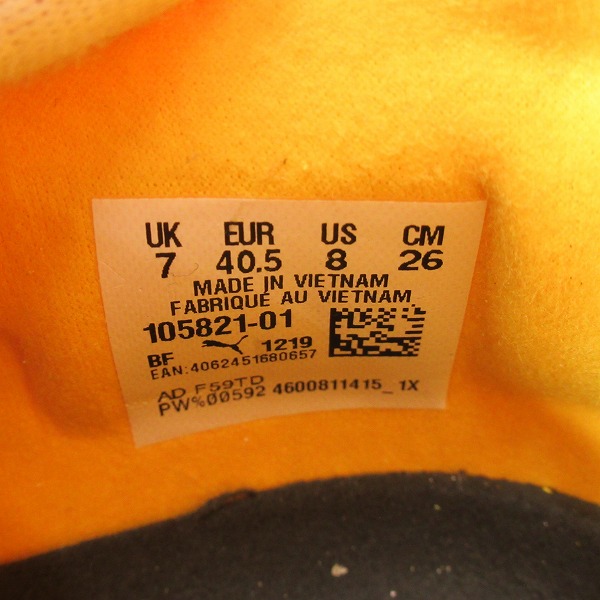 UK EUR US CM
7 40.5 8 26
MADE IN VIETNAM
FABRIQUÉ AU VIETNAM
105821-01
BF 1219
EAN:4062451680657
AD F59TD
PW%00592 4600811415_1X